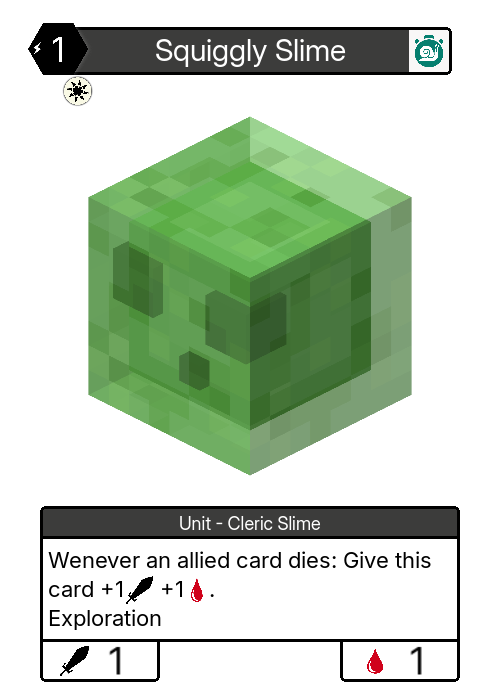 1 Squiggly Slime
Unit - Cleric Slime
Wenever an allied card dies: Give this
card +1 +1 .
Exploration
1 1